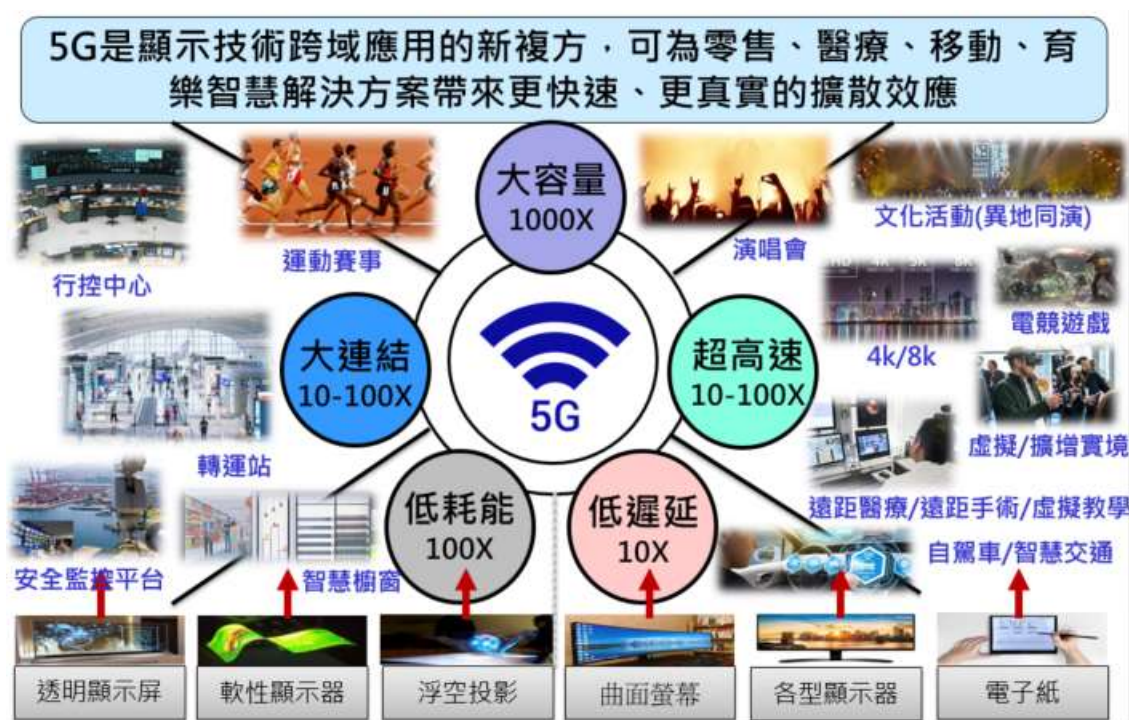 5G是顯示技術跨域應用的新複方，可為零售、醫療、移動、育
樂智慧解決方案帶來更快速、更真實的擴散效應
大容量
1000X
行控中心
運動賽事
演唱會
文化活動(異地同演)
4K
8K
4k/8k
電競遊戲
大連結
10-100X
5G
超高速
10-100X
虛擬/擴增實境
轉運站
遠距醫療/遠距手術/虛擬教學
低耗能
100X
低遲延
10X
安全監控平台
智慧櫥窗
自駕車/智慧交通
透明顯示屏
軟性顯示器
浮空投影
曲面螢幕
各型顯示器
電子紙